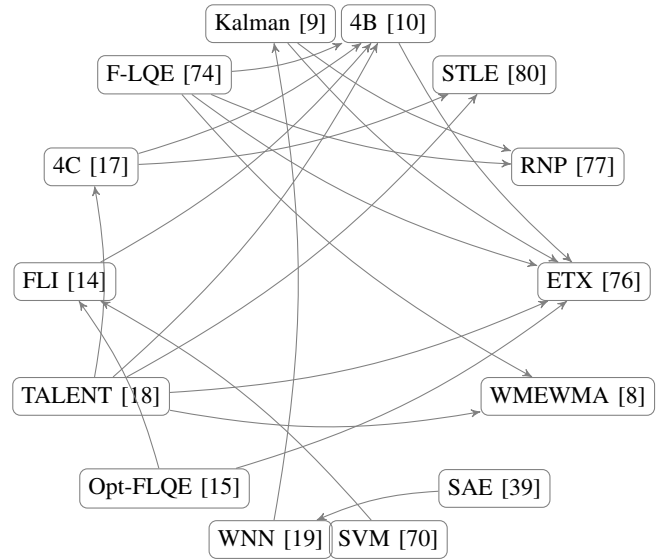 Kalman [9] 4B [10]
F-LQE [74] STLE [80]
4C [17] RNP [77]
FLI [14] ETX [76]
TALENT [18] WMEWMA [8]
Opt-FLQE [15] SAE [39]
WNN [19] SVM [70]